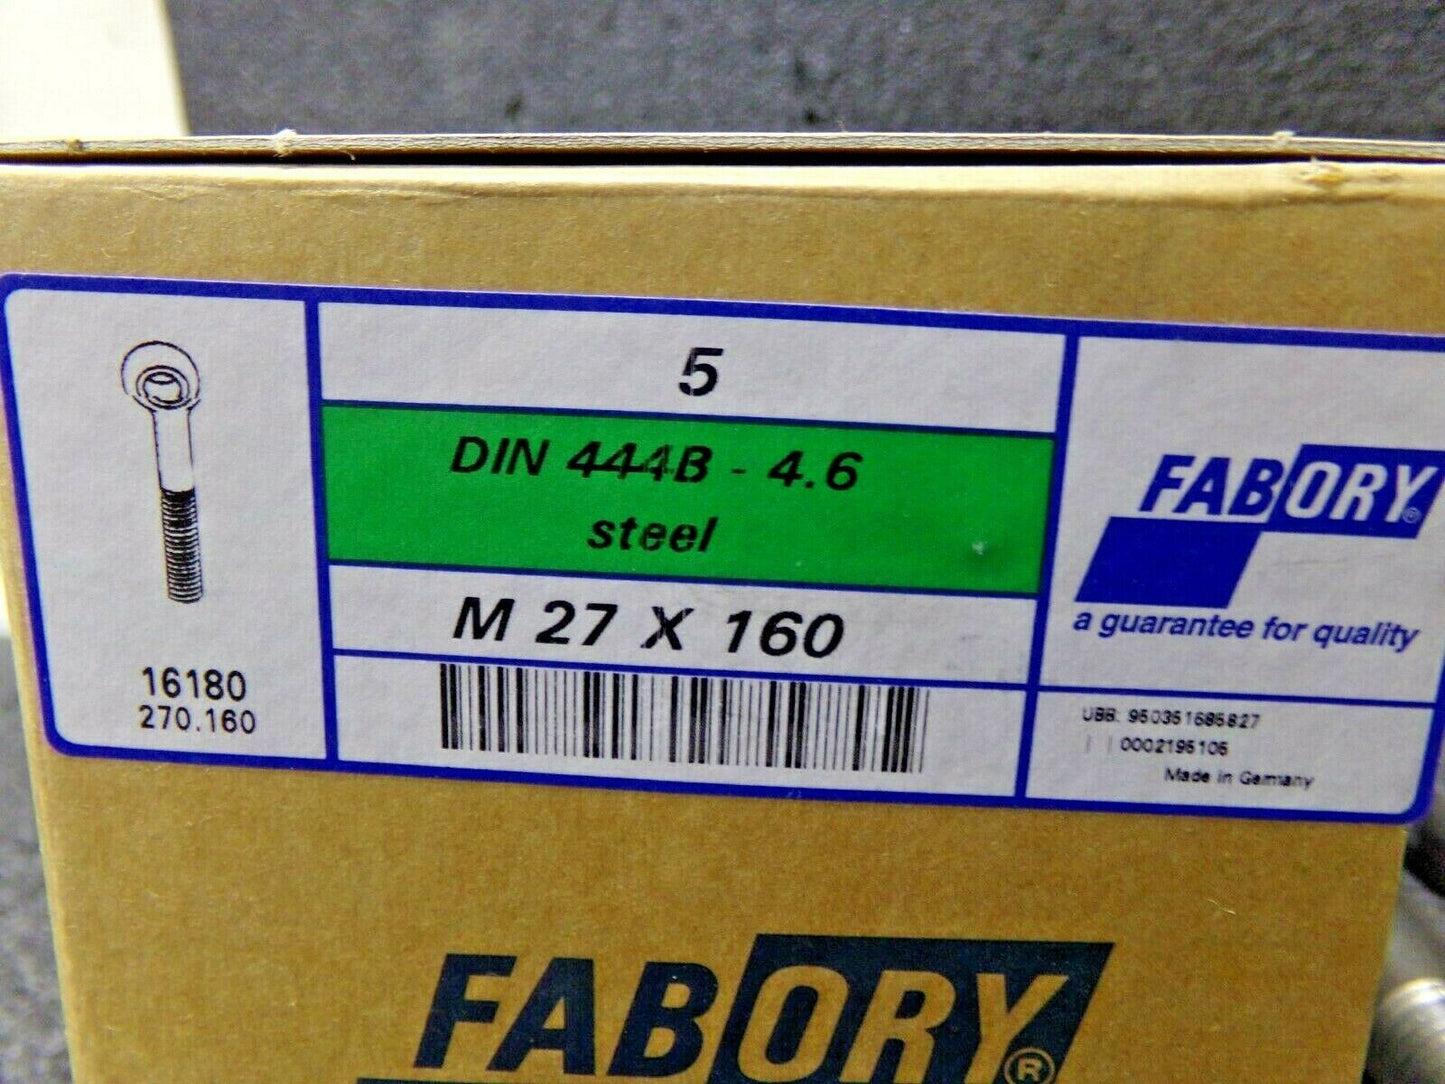 5
DIN 444B - 4.6
steel
M 27 X 160
16180
270.160
FABORY®
a guarantee for quality
UBB: 950351685827
0002195105
Made in Germany
FABORY®